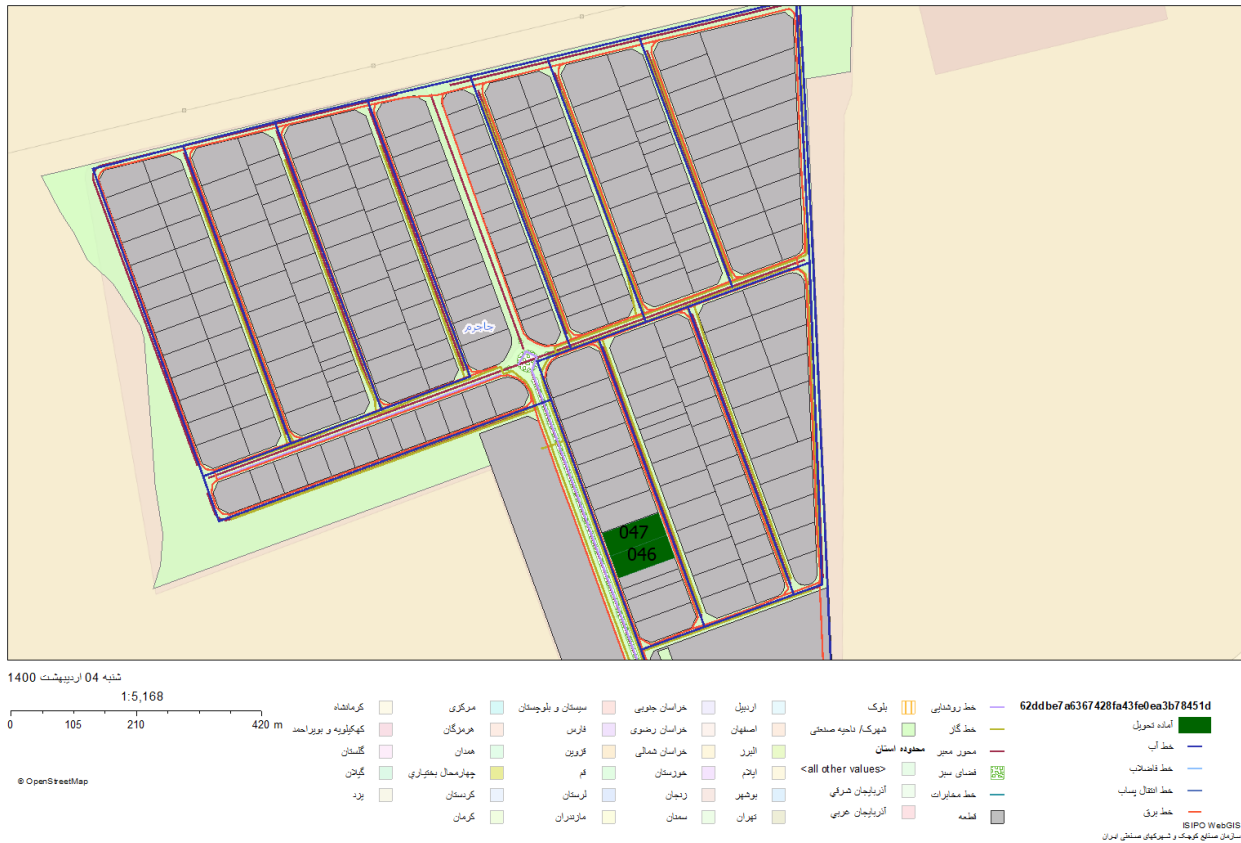 جاجرم
047
046
شنبه 04 اردیبهشت 1400
1:5,168
0 105 210 420 m
© OpenStreetMap
62ddbe7a6367428fa43fe0ea3b78451d
آماده تحویل
خط آب
خط فاضلاب
خط انتقال پساب
خط برق
خط روشنایی
خط گاز
محور معبر
فضای سبز
خط مخابرات
قطعه
بلوک
شهرک/ ناحیه صنعتی
محدوده استان
<all other values>
آذربایجان شرقی
آذربایجان غربی
اردبیل
اصفهان
البرز
ایلام
بوشهر
تهران
خراسان جنوبی
خراسان رضوی
خراسان شمالی
خوزستان
زنجان
سمنان
سیستان و بلوچستان
فارس
قزوین
قم
لرستان
مازندران
مرکزی
هرمزگان
همدان
چهارمحال بختیاری
کردستان
کرمان
کرمانشاه
کهکیلویه و بویراحمد
گلستان
گیلان
یزد
ISIPO WebGIS
سازمان صنایع کوچک و شهرکهای صنعتی ایران